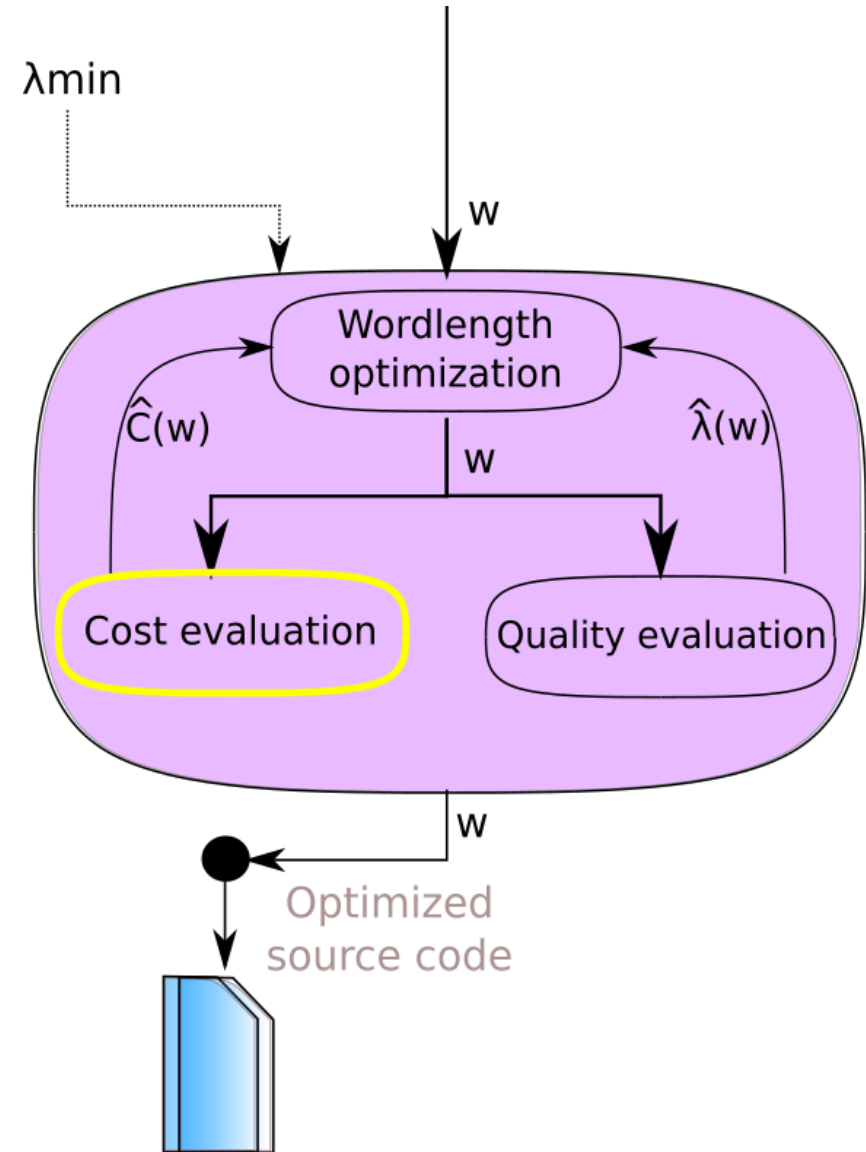 λmin
w
Wordlength
optimization
Ĉ(w)
λ̂(w)
w
Cost evaluation
Quality evaluation
w
Optimized
source code